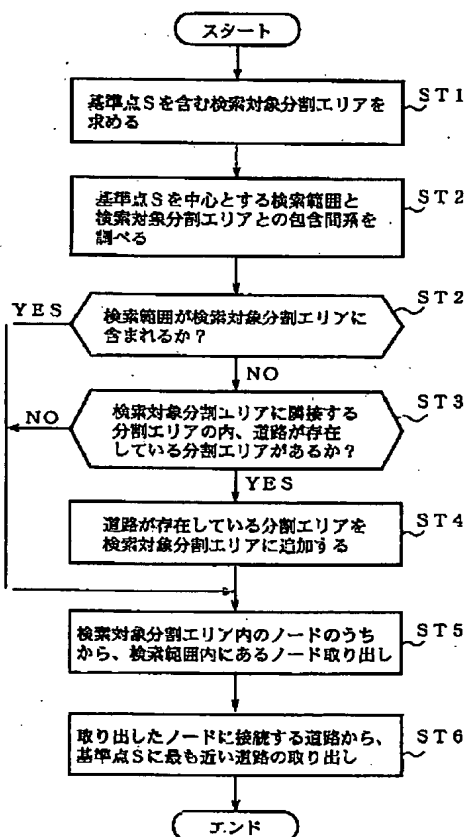 スタート
基準点Sを含む検索対象分割エリアを
求める
ST1
基準点Sを中心とする検索範囲と
検索対象分割エリアとの包含関係を
調べる
ST2
YES
検索範囲が検索対象分割エリアに
含まれるか?
ST2
NO
NO
検索対象分割エリアに隣接する
分割エリアの内、道路が存在
している分割エリアがあるか?
ST3
YES
道路が存在している分割エリアを
検索対象分割エリアに追加する
ST4
検索対象分割エリア内のノードのうち
から、検索範囲内にあるノード取り出し
ST5
取り出したノードに接続する道路から、
基準点Sに最も近い道路の取り出し
ST6
エンド